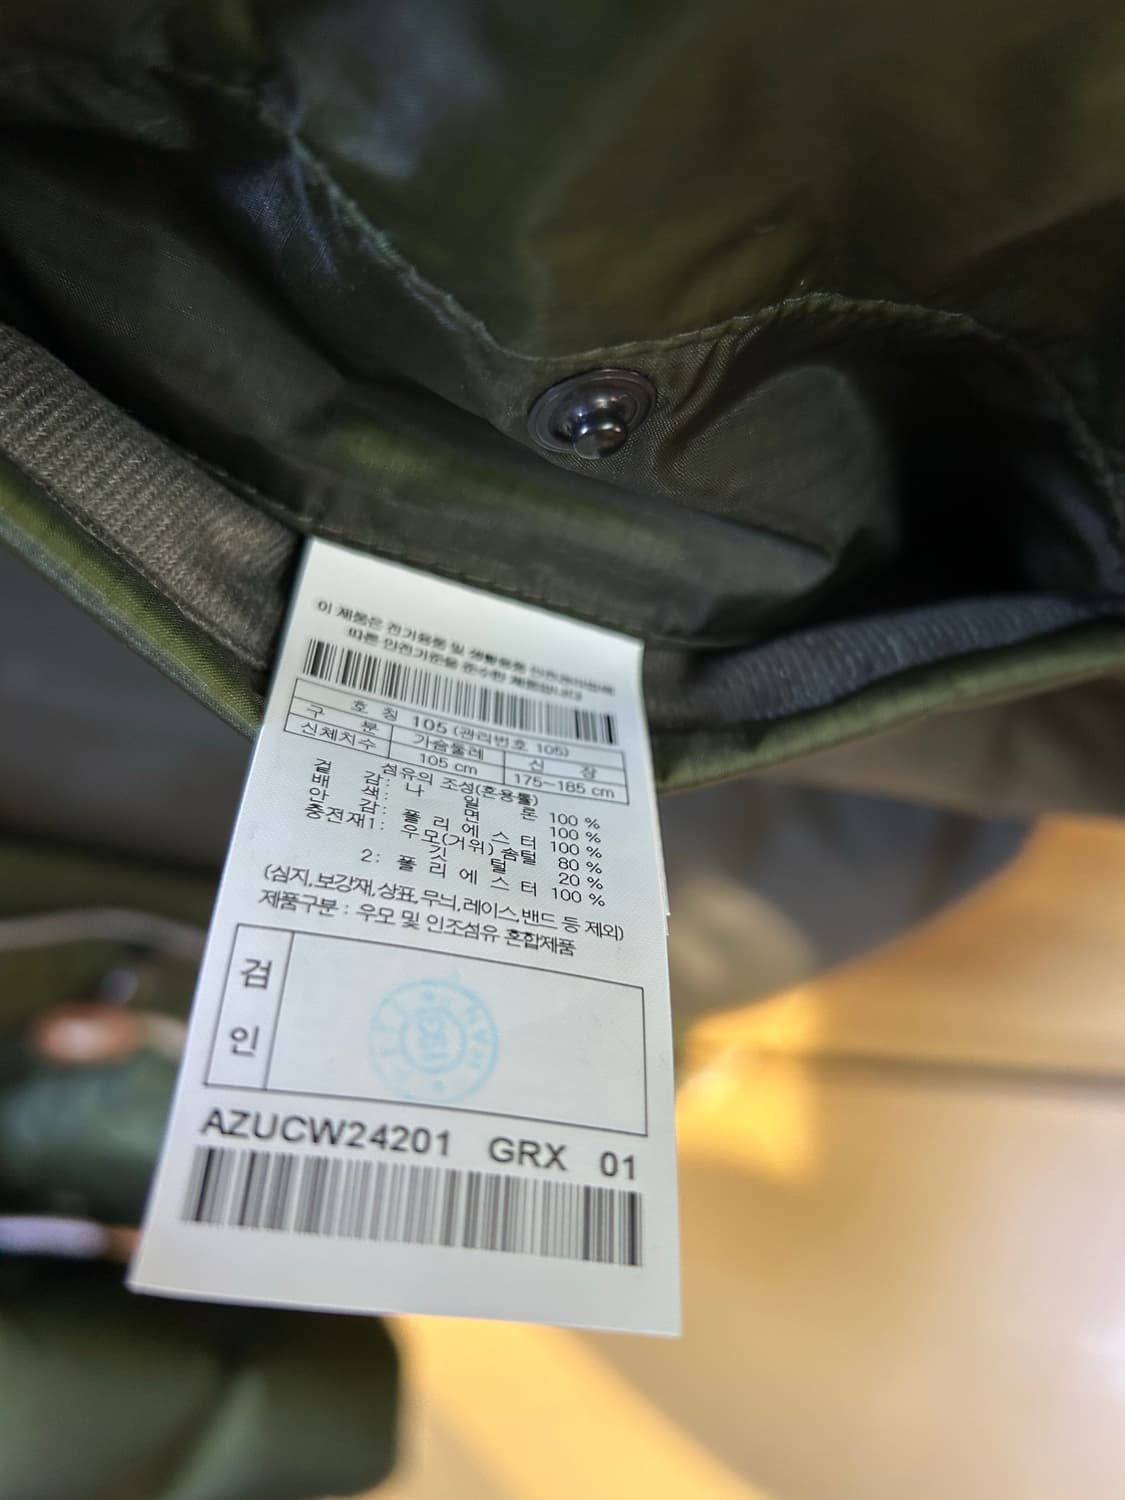 이 제품은 전기용품 및 생활용품 안전관리법에
따른 안전기준을 준수한 제품입니다
구 호 칭 105 (관리번호 105)
구 분 가슴둘레 신 장
신체치수 105 cm 175~185 cm
섬유의 조성(혼용률)
겉 감: 나 일 론 100 %
배 색: 면 100 %
안 감: 폴 리 에 스 터 100 %
충전재1: 우모(거위) 솜털 80 %
깃 털 20 %
2: 폴 리 에 스 터 100 %
(심지,보강재,상표,무늬,레이스,밴드 등 제외)
제품구분 : 우모 및 인조섬유 혼합제품
검
인
AZUCW24201 GRX 01